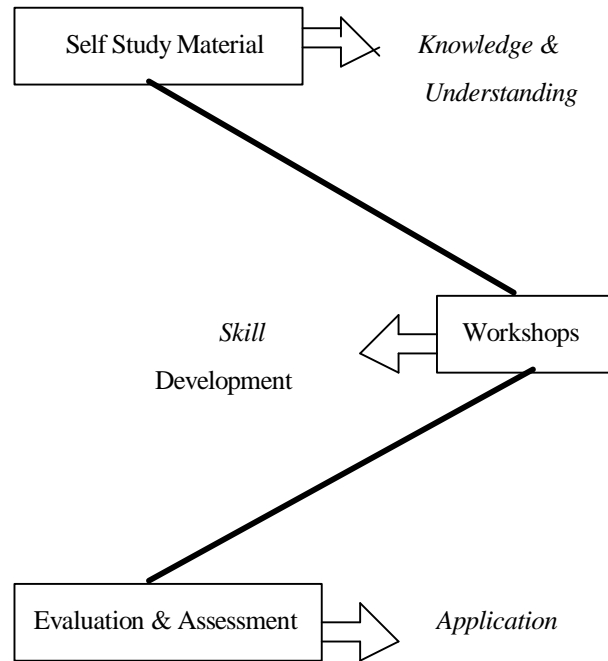 Self Study Material
Knowledge &
Understanding
Skill
Development
Workshops
Evaluation & Assessment
Application